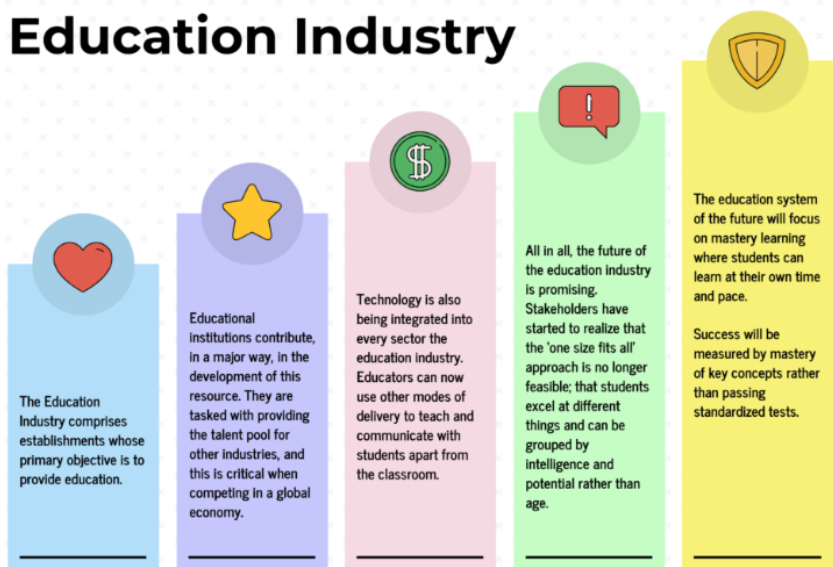 Education Industry
The Education
Industry comprises
establishments whose
primary objective is to
provide education.
Educational
institutions contribute,
in a major way, in the
development of this
resource. They are
tasked with providing
the talent pool for
other industries, and
this is critical when
competing in a global
economy.
Technology is also
being integrated into
every sector the
education industry.
Educators can now
use other modes of
delivery to teach and
communicate with
students apart from
the classroom.
All in all, the future of
the education industry
is promising.
Stakeholders have
started to realize that
the 'one size fits all'
approach is no longer
feasible; that students
excel at different
things and can be
grouped by
intelligence and
potential rather than
age.
The education system
of the future will focus
on mastery learning
where students can
learn at their own time
and pace.
Success will be
measured by mastery
of key concepts rather
than passing
standardized tests.